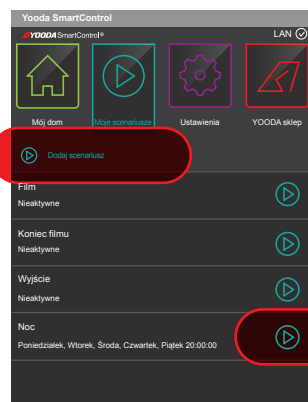 Yooda SmartControl
YOODA SmartControl® LAN
Mój dom Moje scenariusze Ustawienia YOODA sklep
Dodaj scenariusz
Film
Nieaktywne
Koniec filmu
Nieaktywne
Wyjście
Nieaktywne
Noc
Poniedziałek, Wtorek, Środa, Czwartek, Piątek 20:00:00